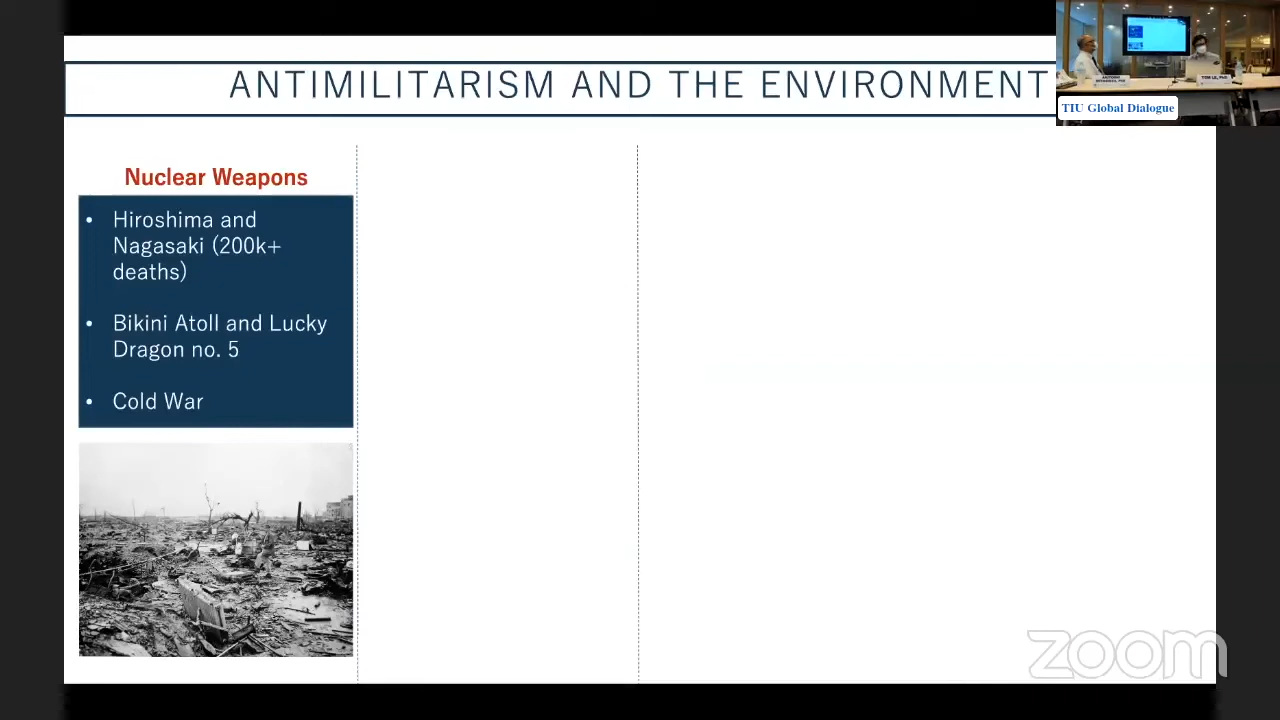 ANTIMILITARISM AND THE ENVIRONMENT
TIU Global Dialogue
Nuclear Weapons
• Hiroshima and
Nagasaki (200k+
deaths)
• Bikini Atoll and Lucky
Dragon no. 5
• Cold War
zoom